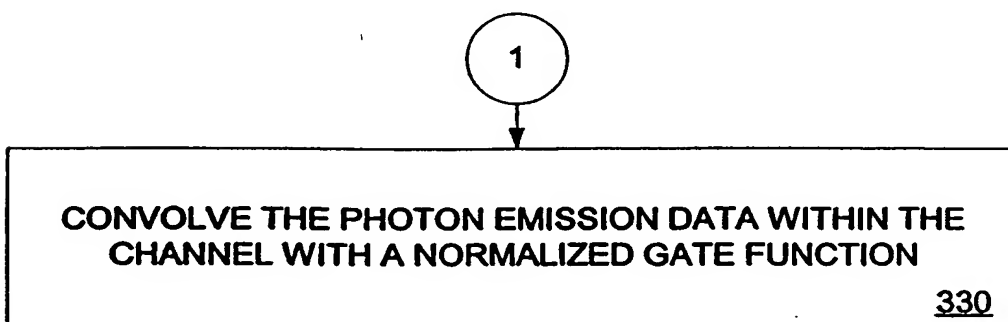 1
CONVOLVE THE PHOTON EMISSION DATA WITHIN THE
CHANNEL WITH A NORMALIZED GATE FUNCTION
330